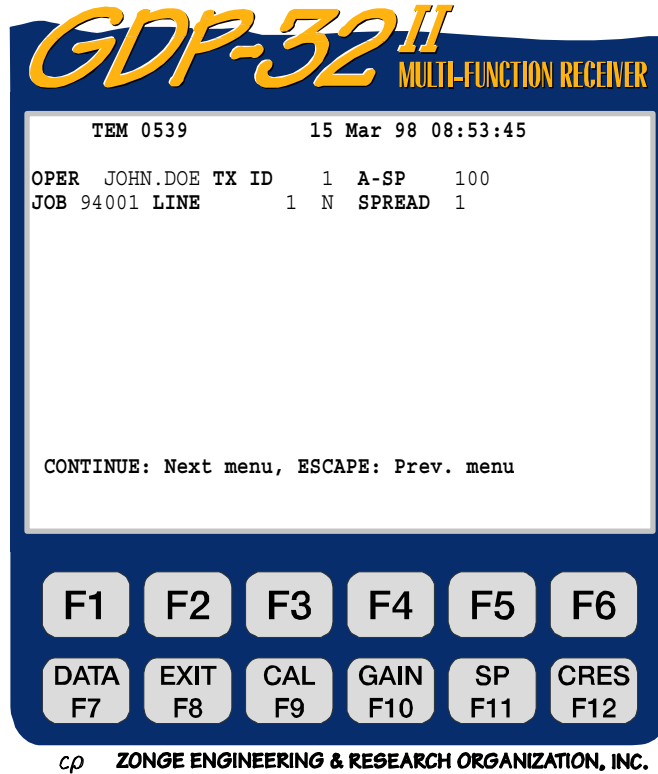 GDP-32 II
MULTI-FUNCTION RECEIVER
TEM 0539 15 Mar 98 08:53:45
OPER JOHN.DOE TX ID 1 A-SP 100
JOB 94001 LINE 1 N SPREAD 1
CONTINUE: Next menu, ESCAPE: Prev. menu
F1 F2 F3 F4 F5 F6
DATA EXIT CAL GAIN SP CRES
F7 F8 F9 F10 F11 F12
ZONGE ENGINEERING & RESEARCH ORGANIZATION, INC.